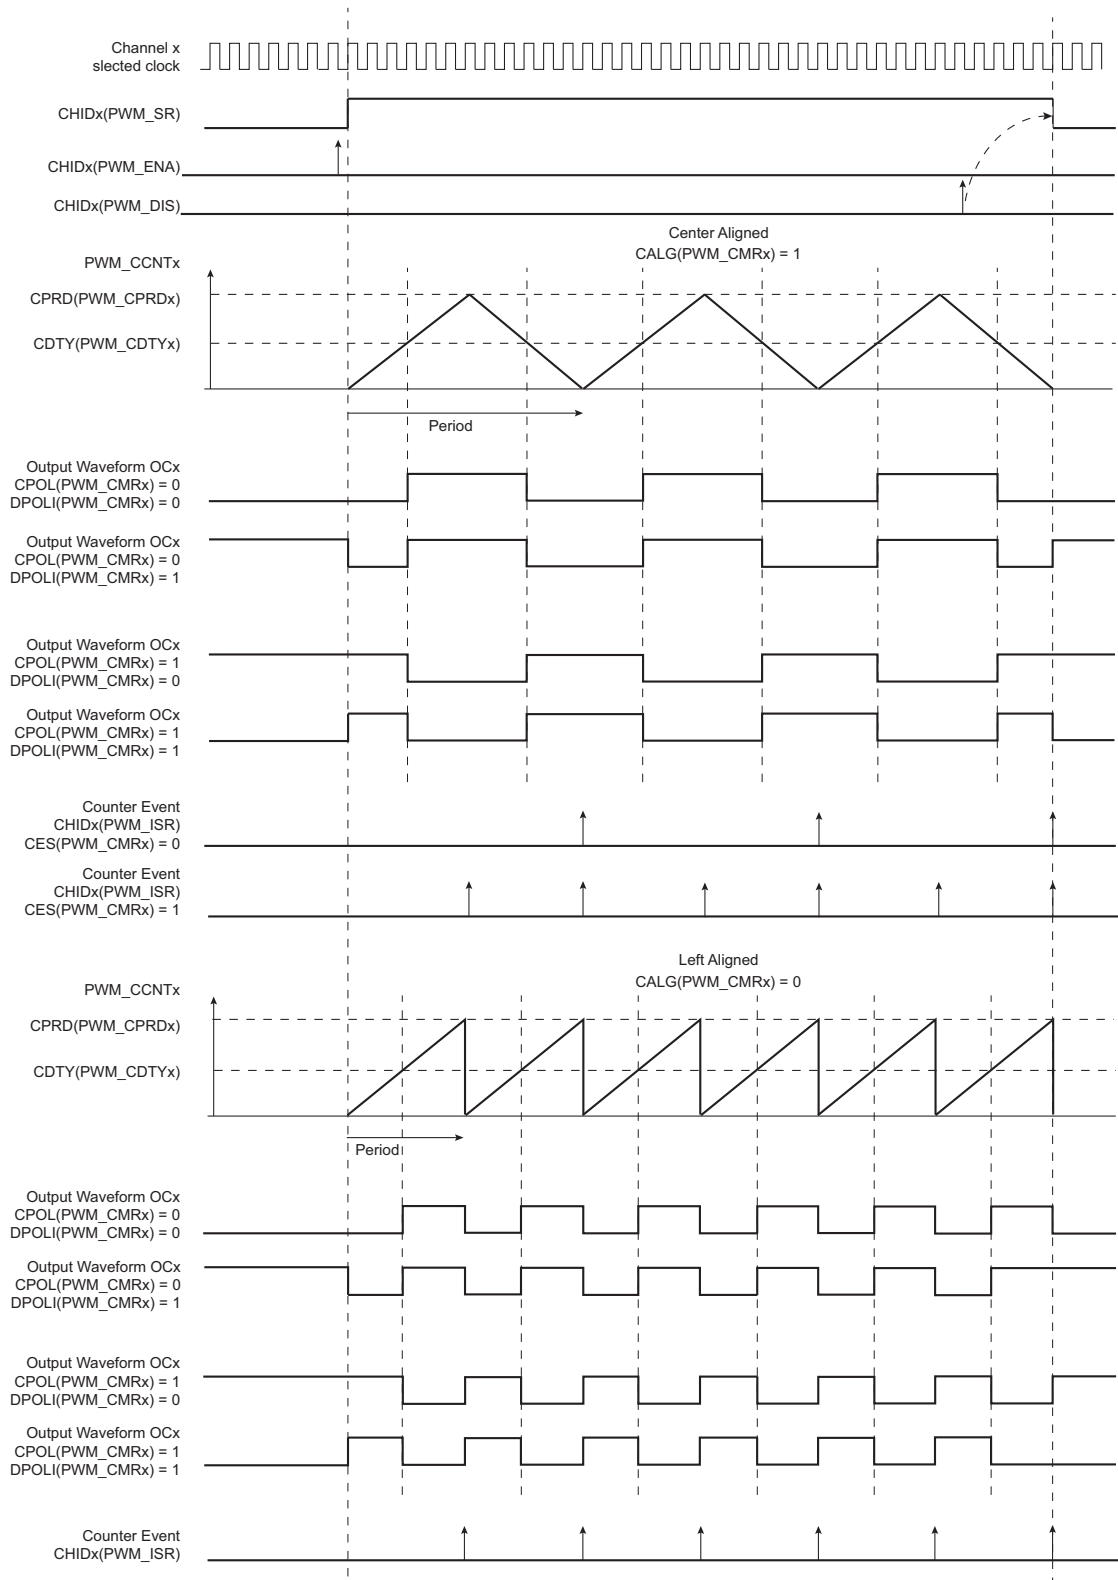 Channel x
slected clock
CHIDx(PWM_SR)
CHIDx(PWM_ENA)
CHIDx(PWM_DIS)
Center Aligned
CALG(PWM_CMRx) = 1
PWM_CCNTx
CPRD(PWM_CPRDx)
CDTY(PWM_CDTYx)
Period
Output Waveform OCx
CPOL(PWM_CMRx) = 0
DPOLI(PWM_CMRx) = 0
Output Waveform OCx
CPOL(PWM_CMRx) = 0
DPOLI(PWM_CMRx) = 1
Output Waveform OCx
CPOL(PWM_CMRx) = 1
DPOLI(PWM_CMRx) = 0
Output Waveform OCx
CPOL(PWM_CMRx) = 1
DPOLI(PWM_CMRx) = 1
Counter Event
CHIDx(PWM_ISR)
CES(PWM_CMRx) = 0
Counter Event
CHIDx(PWM_ISR)
CES(PWM_CMRx) = 1
Left Aligned
CALG(PWM_CMRx) = 0
PWM_CCNTx
CPRD(PWM_CPRDx)
CDTY(PWM_CDTYx)
Period
Output Waveform OCx
CPOL(PWM_CMRx) = 0
DPOLI(PWM_CMRx) = 0
Output Waveform OCx
CPOL(PWM_CMRx) = 0
DPOLI(PWM_CMRx) = 1
Output Waveform OCx
CPOL(PWM_CMRx) = 1
DPOLI(PWM_CMRx) = 0
Output Waveform OCx
CPOL(PWM_CMRx) = 1
DPOLI(PWM_CMRx) = 1
Counter Event
CHIDx(PWM_ISR)